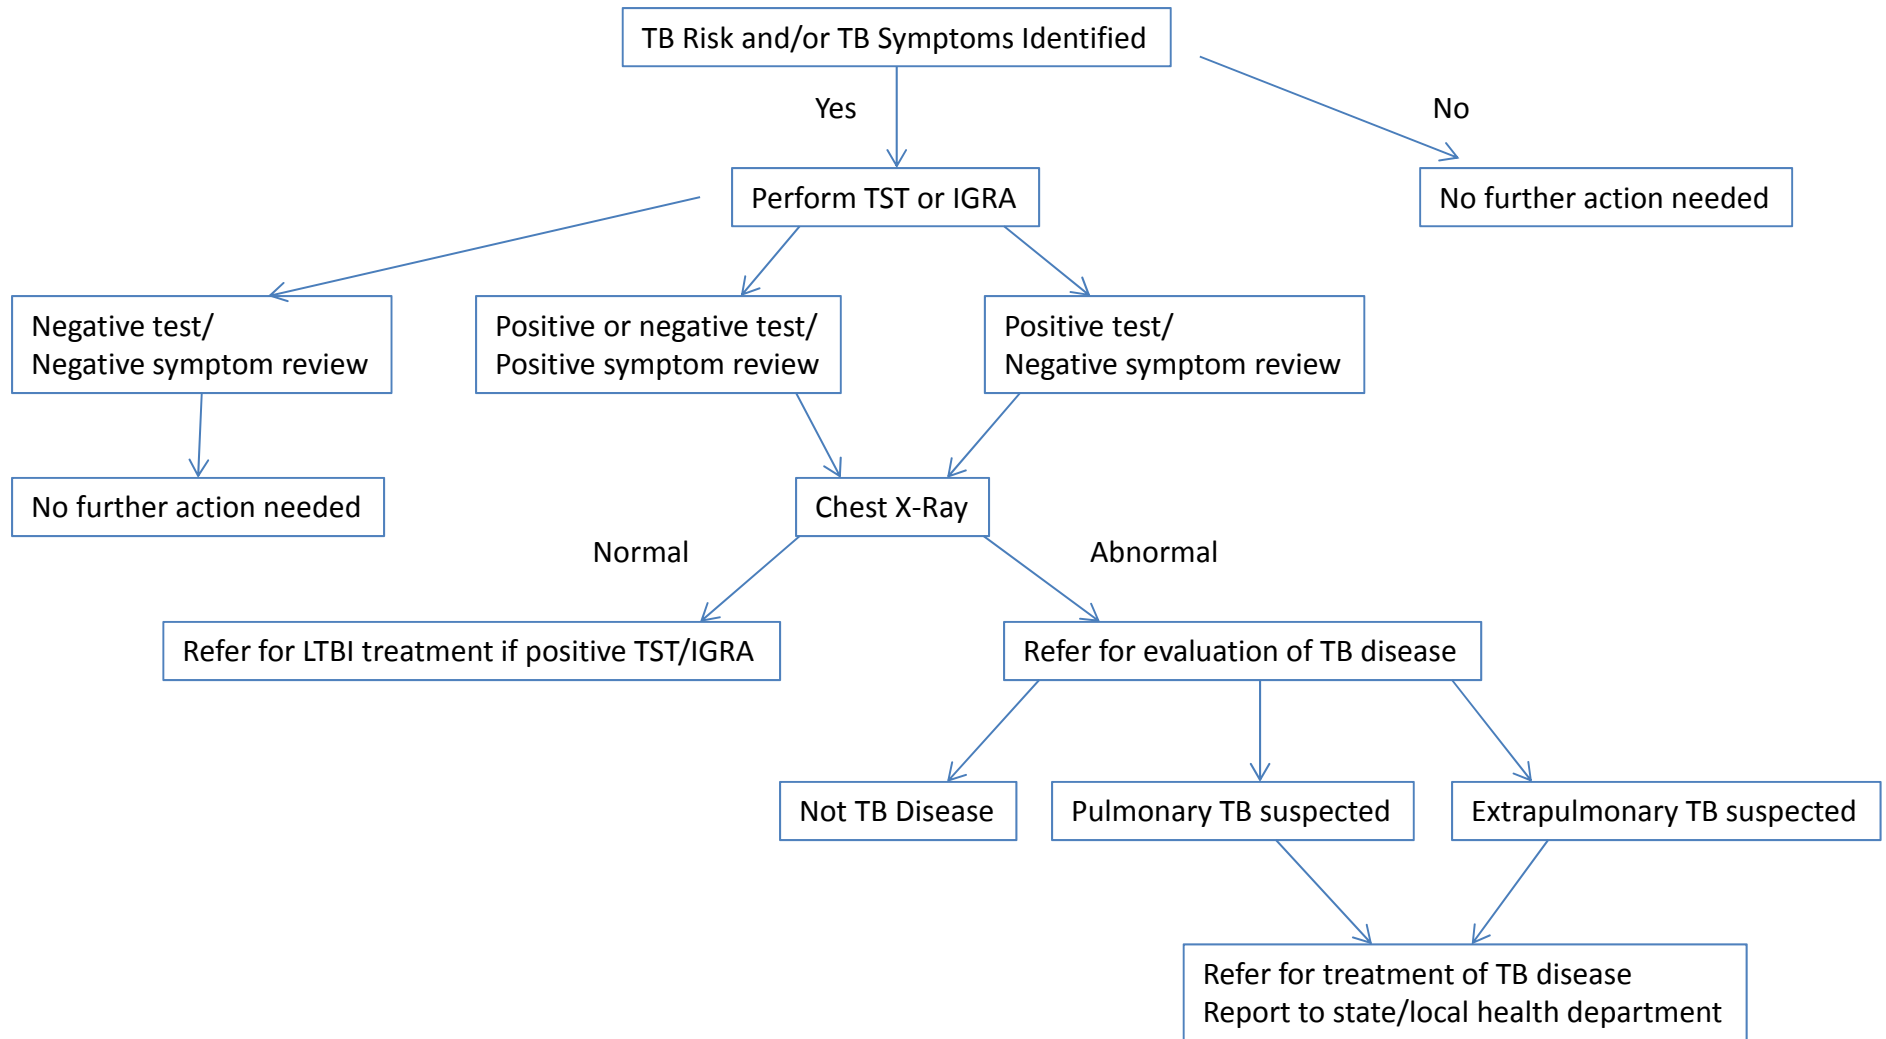 TB Risk and/or TB Symptoms Identified
Yes
No
Perform TST or IGRA
No further action needed
Negative test/
Negative symptom review
Positive or negative test/
Positive symptom review
Positive test/
Negative symptom review
No further action needed
Chest X-Ray
Normal
Abnormal
Refer for LTBI treatment if positive TST/IGRA
Refer for evaluation of TB disease
Not TB Disease
Pulmonary TB suspected
Extrapulmonary TB suspected
Refer for treatment of TB disease
Report to state/local health department